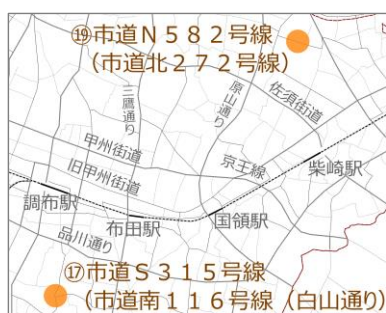 ⑲市道N５８２号線
（市道北２７２号線）
三鷹通り
原山通り
佐須街道
甲州街道
旧甲州街道
京王線
柴崎駅
調布駅
布田駅
国領駅
品川通り
⑰市道S３１５号線
（市道南１１６号線（白山通り）